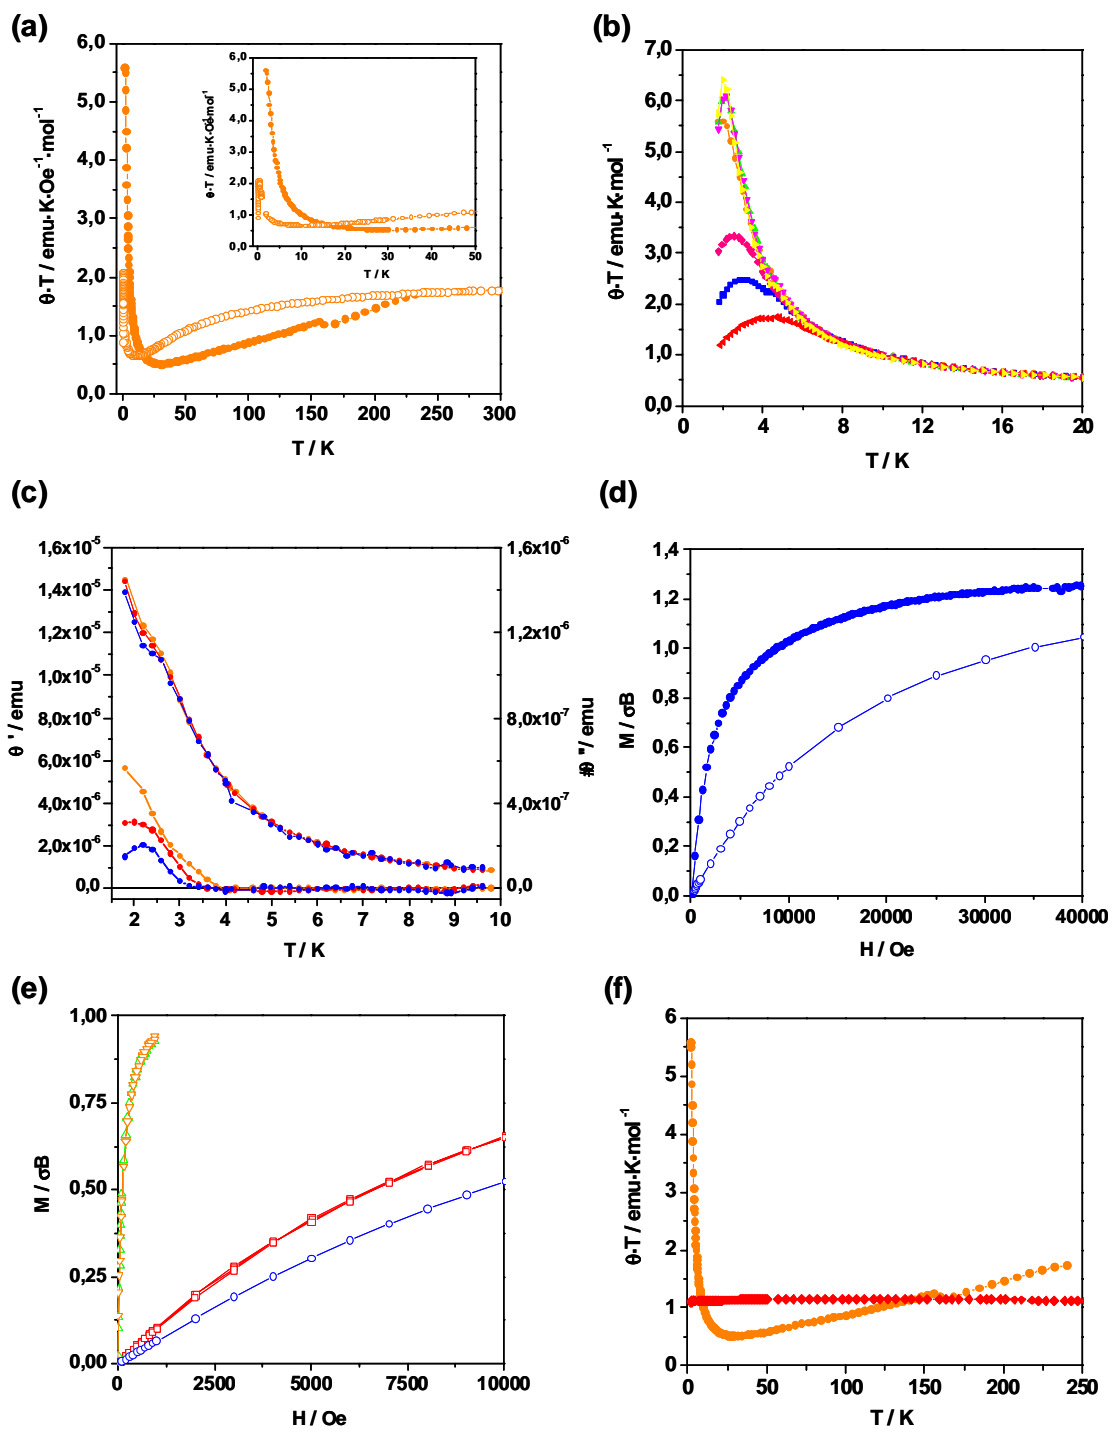 (a)
6,0
5,0
4,0
3,0
2,0
1,0
0,0
θ·T / emu·K·Oe⁻¹·mol⁻¹
0 50 100 150 200 250 300
T / K
6,0
5,0
4,0
3,0
2,0
1,0
0,0
0 10 20 30 40 50
T / K
(b)
7,0
6,0
5,0
4,0
3,0
2,0
1,0
0,0
θ·T / emu·K·mol⁻¹
0 4 8 12 16 20
T / K
(c)
1,6x10⁻⁵
1,4x10⁻⁵
1,2x10⁻⁵
1,0x10⁻⁵
8,0x10⁻⁶
6,0x10⁻⁶
4,0x10⁻⁶
2,0x10⁻⁶
0,0
θ ' / emu
1,6x10⁻⁶
1,2x10⁻⁶
8,0x10⁻⁷
4,0x10⁻⁷
0,0
"/ emu
2 3 4 5 6 7 8 9 10
T / K
(d)
1,4
1,2
1,0
0,8
0,6
0,4
0,2
0,0
M / σB
0 10000 20000 30000 40000
H / Oe
(e)
1,00
0,75
0,50
0,25
0,00
M / σB
0 2500 5000 7500 10000
H / Oe
(f)
6
5
4
3
2
1
0
θ·T / emu·K·mol⁻¹
0 50 100 150 200 250
T / K